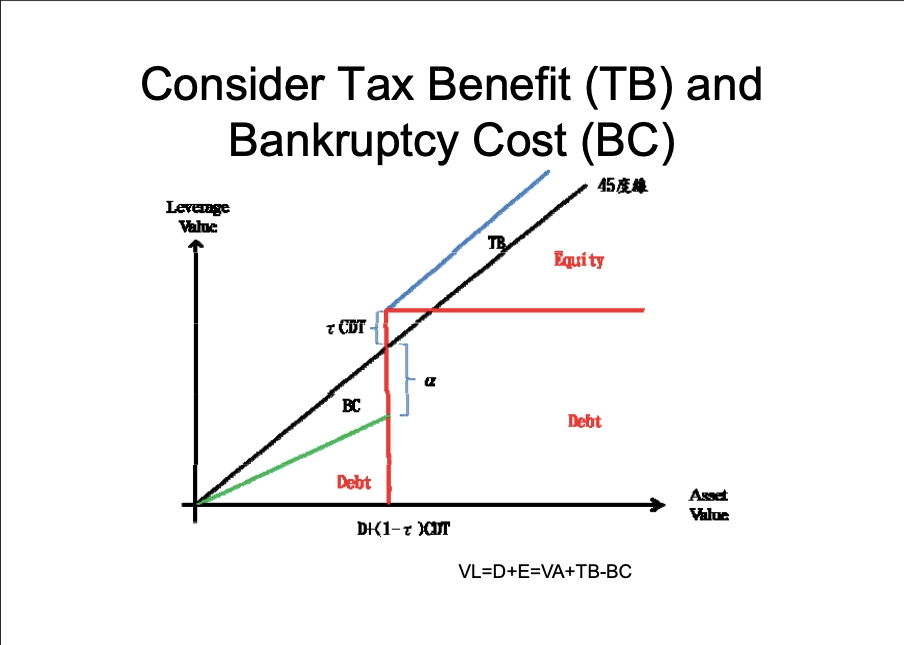 Consider Tax Benefit (TB) and
Bankruptcy Cost (BC)
45度線
Leverage
Value
TB
Equity
τCDT
α
BC
Debt
Debt
Asset
Value
D+(1-τ)CDT
VL=D+E=VA+TB-BC